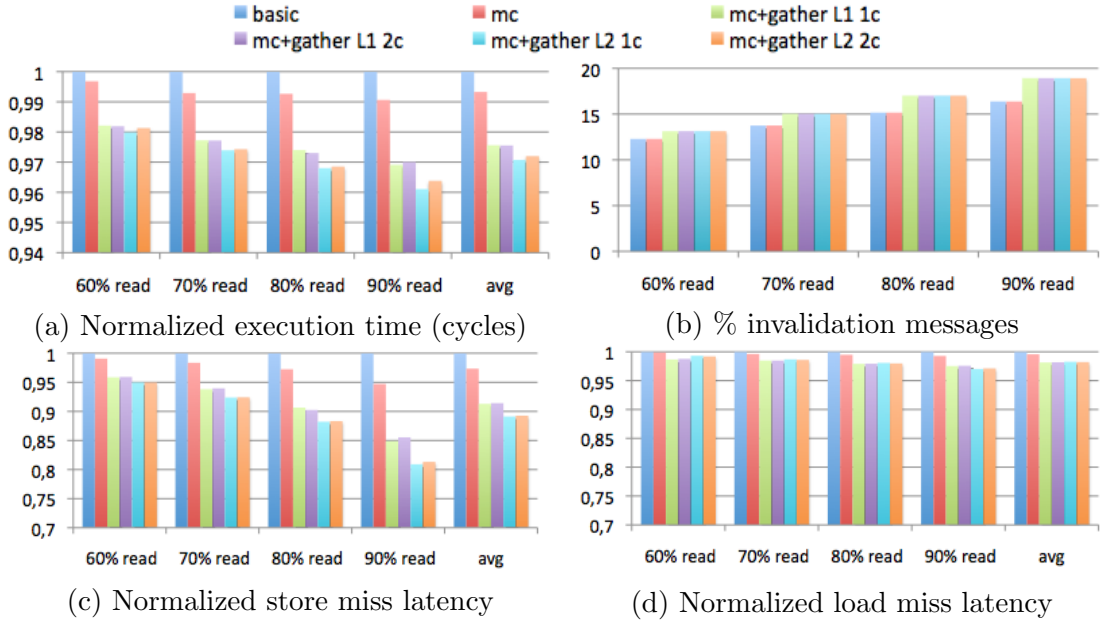 basic mc mc+gather L1 1c
mc+gather L1 2c mc+gather L2 1c mc+gather L2 2c
1
0,99
0,98
0,97
0,96
0,95
0,94
60% read 70% read 80% read 90% read avg
(a) Normalized execution time (cycles)
20
15
10
5
0
60% read 70% read 80% read 90% read
(b) % invalidation messages
1
0,95
0,9
0,85
0,8
0,75
0,7
60% read 70% read 80% read 90% read avg
(c) Normalized store miss latency
1
0,95
0,9
0,85
0,8
0,75
0,7
60% read 70% read 80% read 90% read avg
(d) Normalized load miss latency